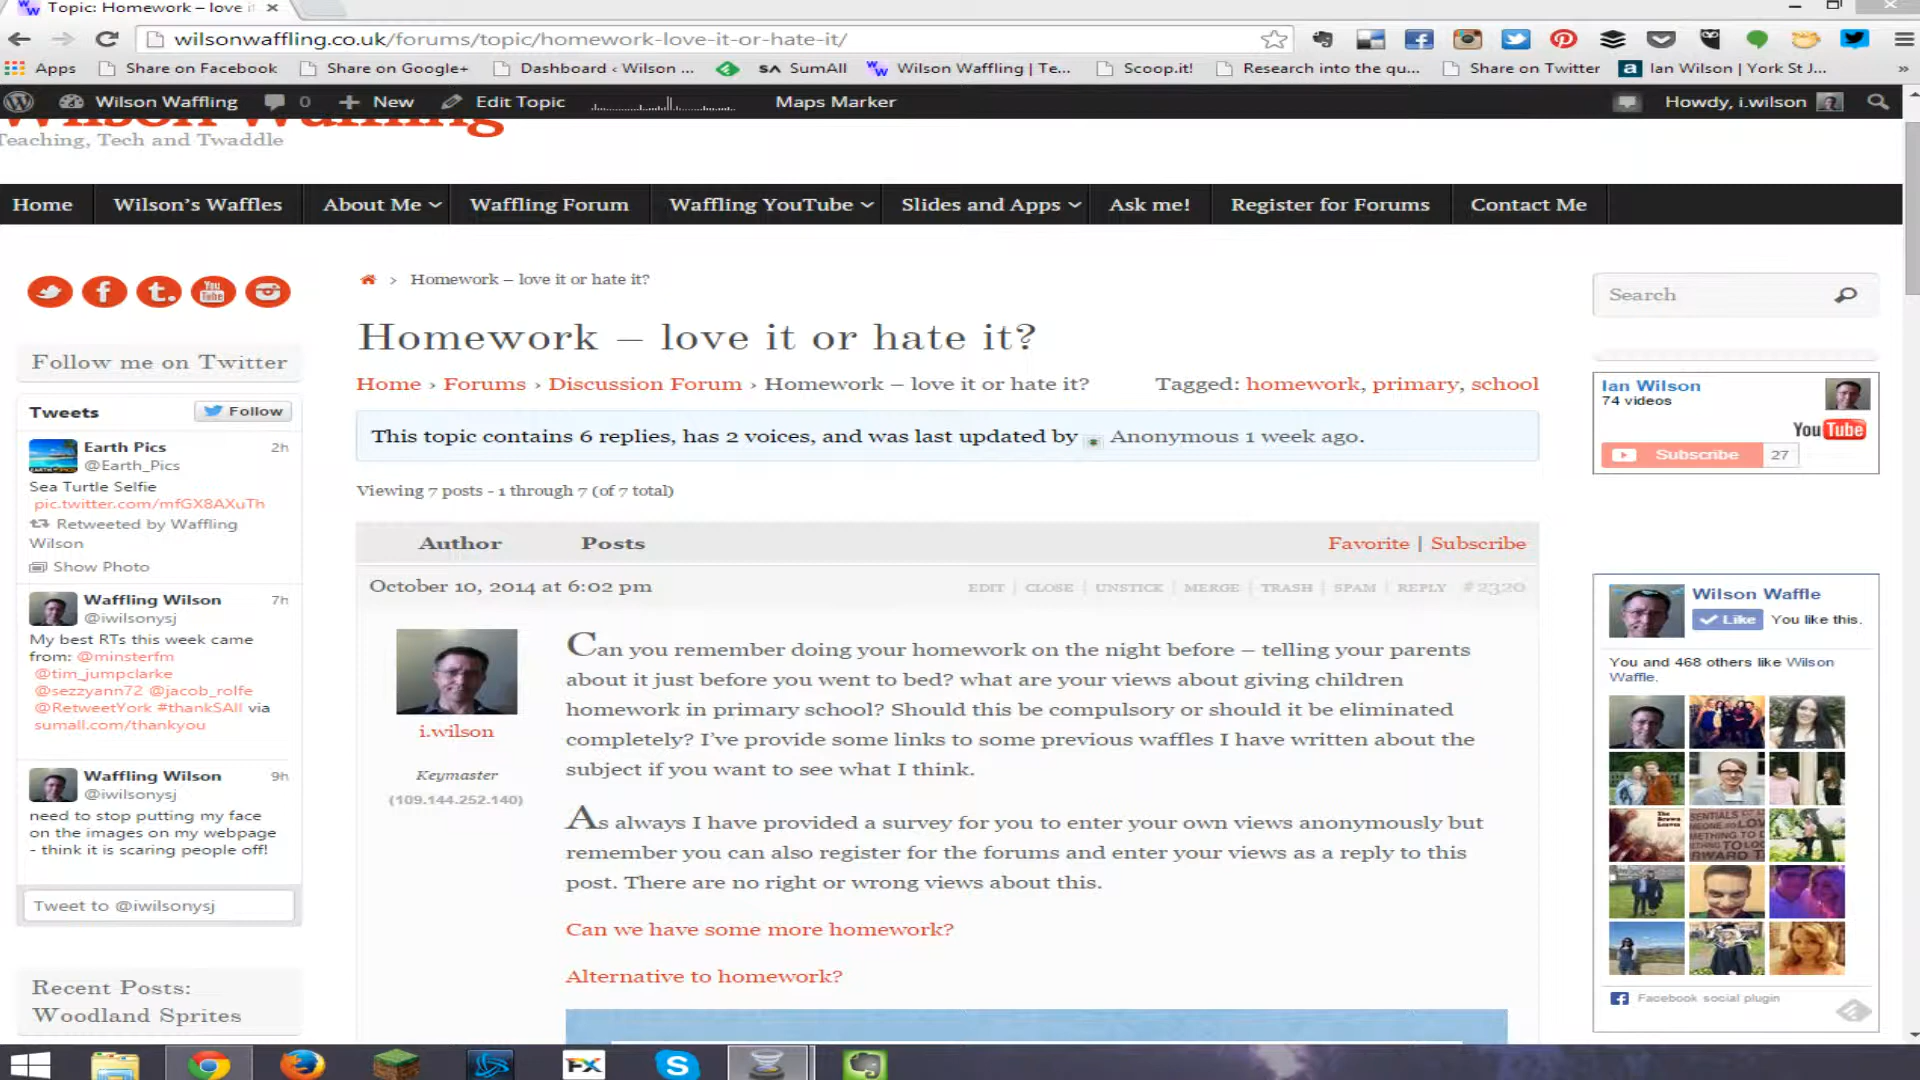 Topic: Homework – love it
wilsonwaffling.co.uk/forums/topic/homework-love-it-or-hate-it/
Apps Share on Facebook Share on Google+ Dashboard ‹ Wilson ... SumAll Wilson Waffling | Te... Scoop.it! Research into the qu... Share on Twitter Ian Wilson | York St J... »
Wilson Waffling 0 New Edit Topic Maps Marker Howdy, i.wilson
Wilson Waffling
Teaching, Tech and Twaddle
Home Wilson's Waffles About Me Waffling Forum Waffling YouTube Slides and Apps Ask me! Register for Forums Contact Me
Homework – love it or hate it?
Search
Homework – love it or hate it?
Follow me on Twitter
Home › Forums › Discussion Forum › Homework – love it or hate it? Tagged: homework, primary, school
Tweets Follow
This topic contains 6 replies, has 2 voices, and was last updated by Anonymous 1 week ago.
Viewing 7 posts - 1 through 7 (of 7 total)
Earth Pics 2h
@Earth_Pics
Sea Turtle Selfie
pic.twitter.com/mfGX8AXuTh
Retweeted by Waffling
Wilson
Show Photo
Waffling Wilson 7h
@iwilsonysj
My best RTs this week came
from: @minsterfm
@tim_jumpclarke
@sezzyann72 @jacob_rolfe
@RetweetYork #thankSAll via
sumall.com/thankyou
Waffling Wilson 9h
@iwilsonysj
need to stop putting my face
on the images on my webpage
- think it is scaring people off!
Tweet to @iwilsonysj
Recent Posts:
Woodland Sprites
Author Posts Favorite | Subscribe
October 10, 2014 at 6:02 pm EDIT | CLOSE | UNSTICK | MERGE | TRASH | SPAM | REPLY #2320
i.wilson
Keymaster
(109.144.252.140)
Can you remember doing your homework on the night before – telling your parents
about it just before you went to bed? what are your views about giving children
homework in primary school? Should this be compulsory or should it be eliminated
completely? I've provide some links to some previous waffles I have written about the
subject if you want to see what I think.
As always I have provided a survey for you to enter your own views anonymously but
remember you can also register for the forums and enter your views as a reply to this
post. There are no right or wrong views about this.
Can we have some more homework?
Alternative to homework?
Ian Wilson
74 videos
You Tube
Subscribe 27
Wilson Waffle
Like You like this.
You and 468 others like Wilson
Waffle.
Facebook social plugin